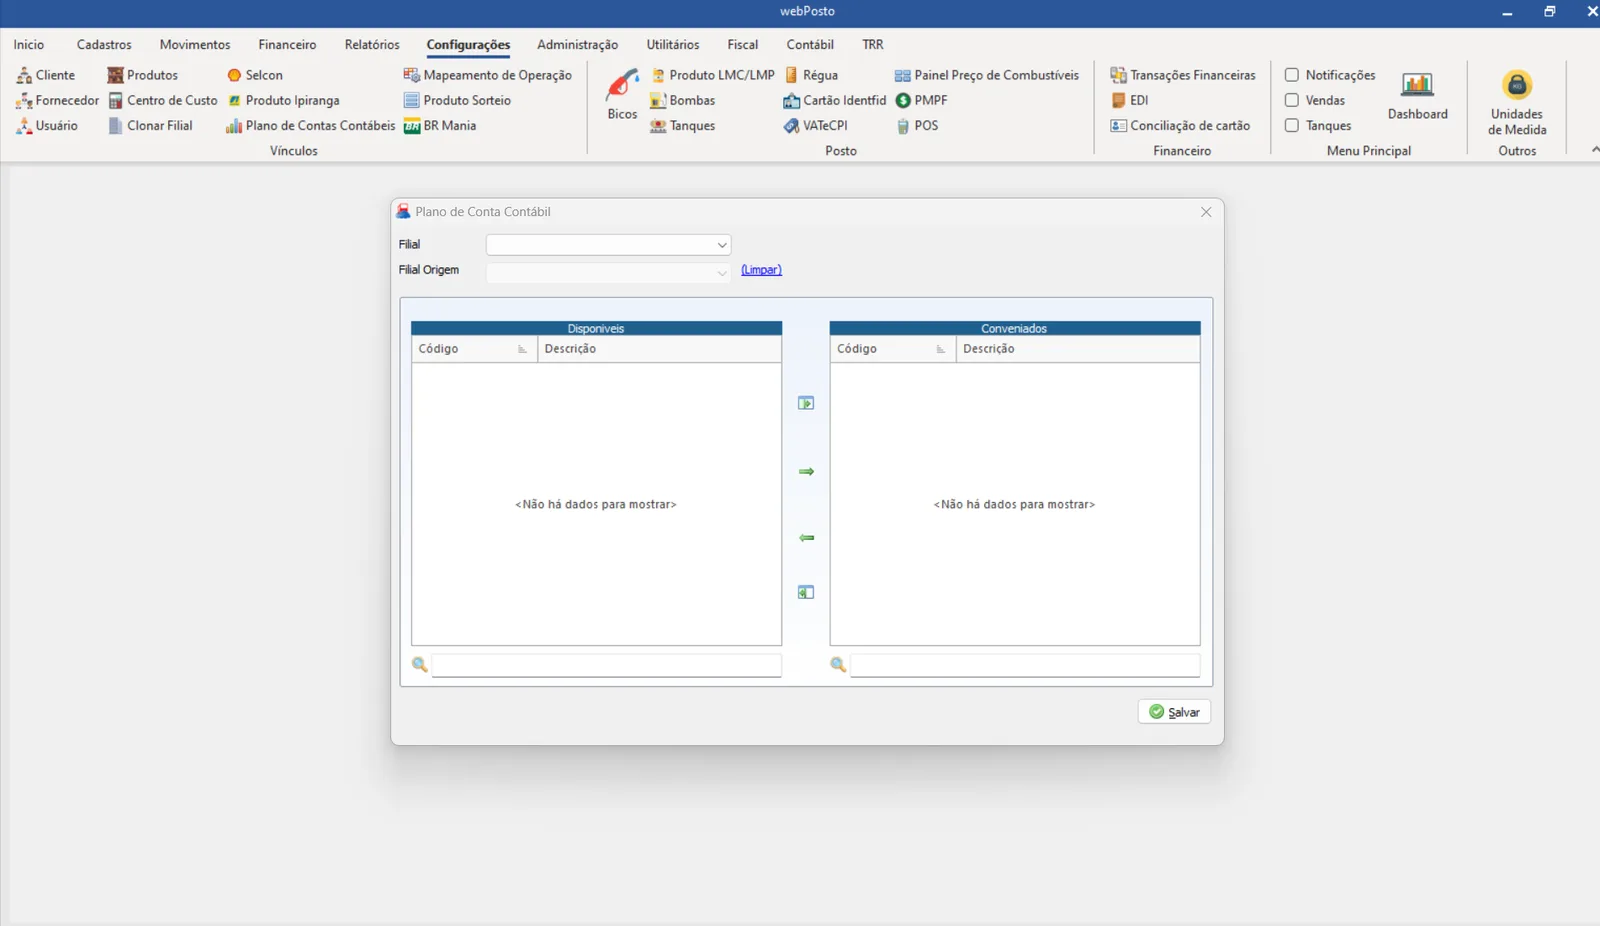 webPosto
Inicio Cadastros Movimentos Financeiro Relatórios Configurações Administração Utilitários Fiscal Contábil TRR
Cliente Produtos Selcon Mapeamento de Operação Produto LMC/LMP Régua Painel Preço de Combustíveis Transações Financeiras Notificações
Fornecedor Centro de Custo Produto Ipiranga Produto Sorteio Bicos Bombas Cartão Identfid PMPF EDI Vendas Dashboard Unidades
Usuário Clonar Filial Plano de Contas Contábeis BR BR Mania Tanques VATeCPI POS Conciliação de cartão Tanques de Medida
Vínculos Posto Financeiro Menu Principal Outros
Plano de Conta Contábil
Filial
Filial Origem (Limpar)
Disponiveis Conveniados
Código Descrição Código Descrição
<Não há dados para mostrar> <Não há dados para mostrar>
Salvar